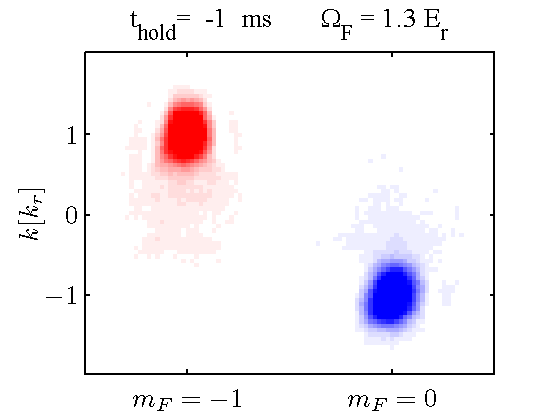 t_hold= -1 ms Ω_F = 1.3 E_r
1
0
−1
k[k_r]
m_F = −1 m_F = 0